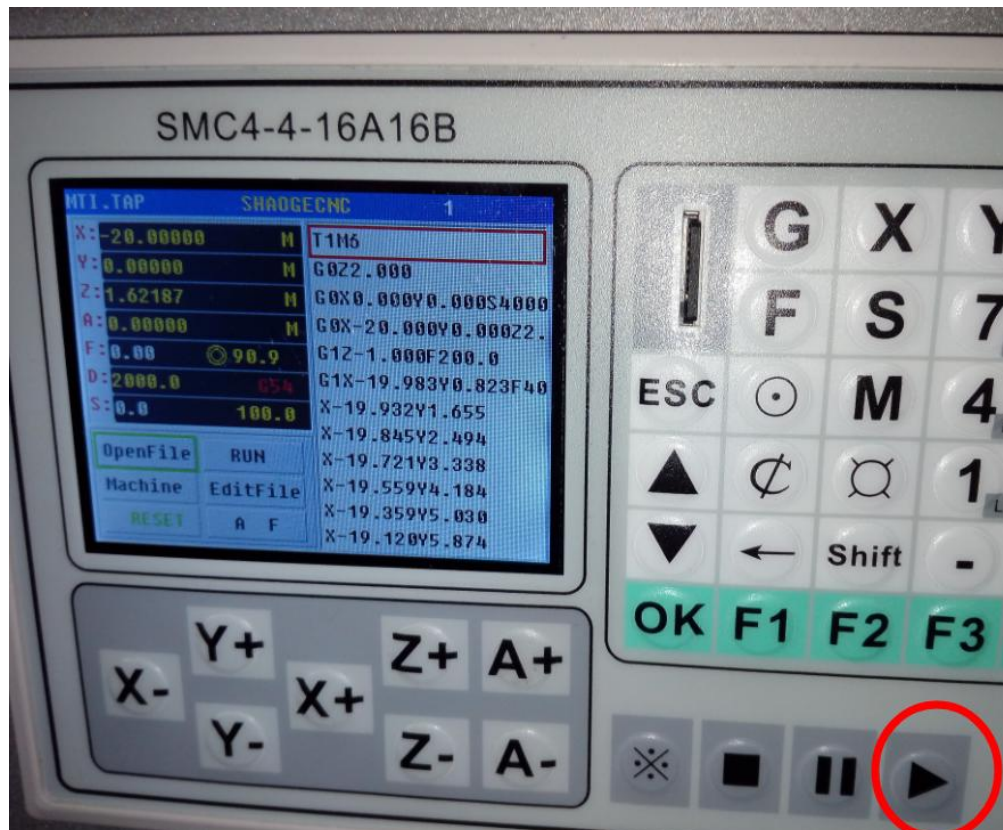 SMC4-4-16A16B
MT1.TAP SHAOGECNC 1
X:-20.00000 M
Y:0.00000 M
Z:1.62187 M
A:0.00000 M
F:0.00 90.9
D:2000.0 G54
S:0.0 100.0
OpenFile RUN
Machine EditFile
RESET A F
T1M6
G0Z2.000
G0X0.000Y0.000S4000
G0X-20.000Y0.000Z2.
G1Z-1.000F200.0
G1X-19.983Y0.823F40
X-19.932Y1.655
X-19.845Y2.494
X-19.721Y3.338
X-19.559Y4.184
X-19.359Y5.030
X-19.120Y5.874
G X Y
F S 7
ESC M 4
1
Shift -
OK F1 F2 F3
Y+ Z+ A+
X- X+
Y- Z- A-